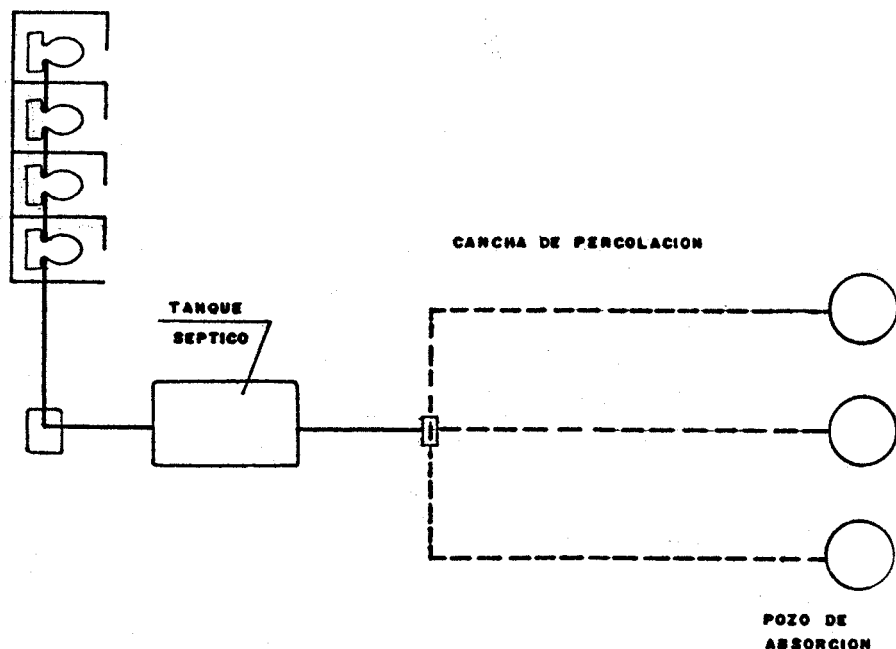 CANCHA DE PERCOLACION
TANQUE
SEPTICO
POZO DE
ABSORCION